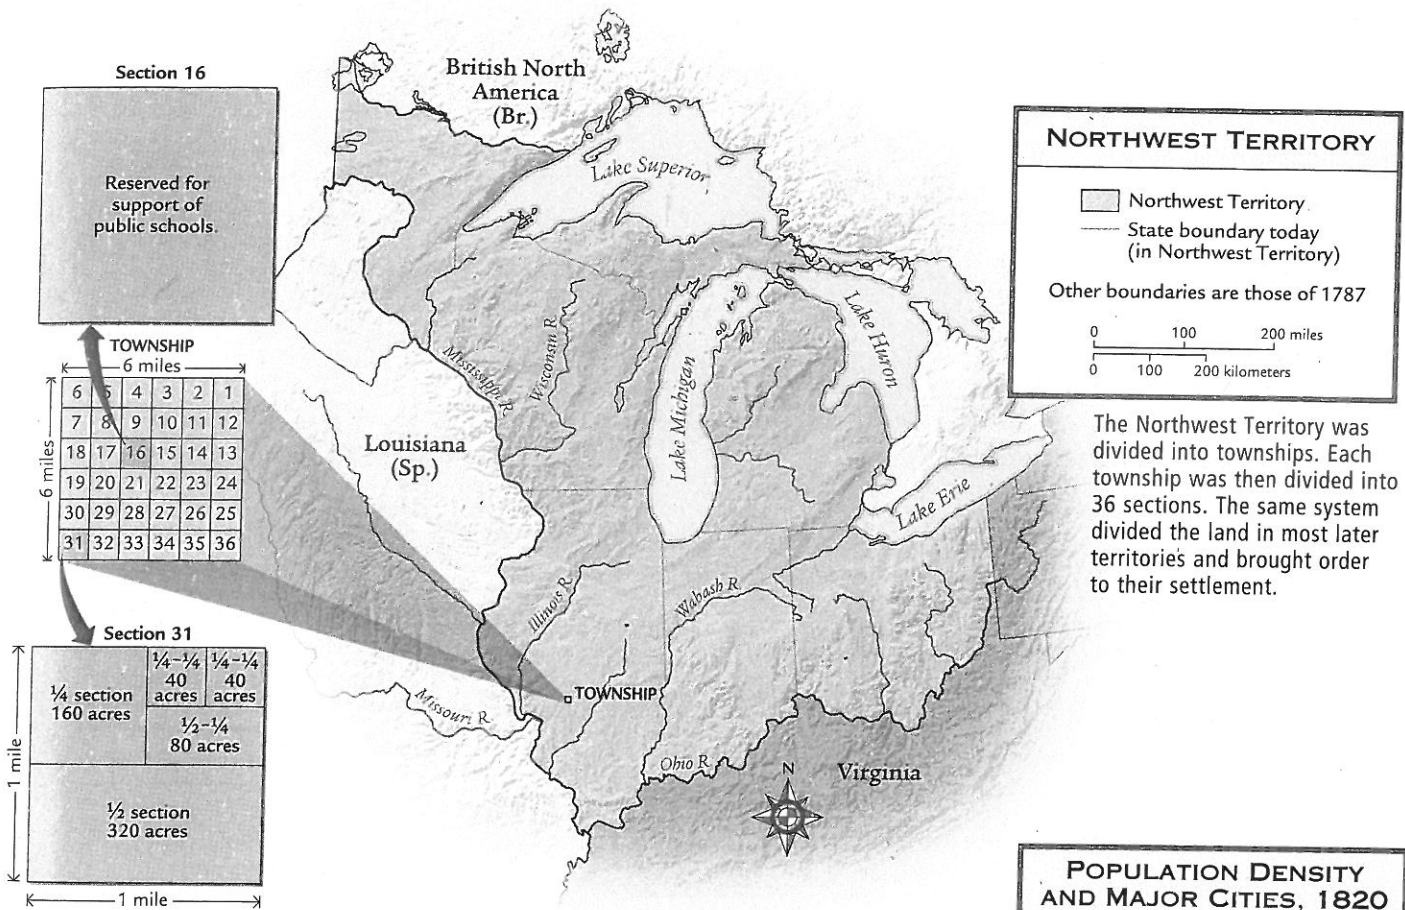 Section 16
Reserved for
support of
public schools.
TOWNSHIP
6 miles
6 miles
6 5 4 3 2 1
7 8 9 10 11 12
18 17 16 15 14 13
19 20 21 22 23 24
30 29 28 27 26 25
31 32 33 34 35 36
Section 31
¼ section
160 acres
¼–¼
40
acres
¼–¼
40
acres
½–¼
80 acres
½ section
320 acres
1 mile
1 mile
British North
America
(Br.)
Lake Superior
Lake Huron
Lake Michigan
Lake Erie
Mississippi R.
Wisconsin R.
Louisiana
(Sp.)
Illinois R.
Wabash R.
TOWNSHIP
Missouri R.
Ohio R.
Virginia
N
NORTHWEST TERRITORY
Northwest Territory
State boundary today
(in Northwest Territory)
Other boundaries are those of 1787
0 100 200 miles
0 100 200 kilometers
The Northwest Territory was
divided into townships. Each
township was then divided into
36 sections. The same system
divided the land in most later
territories and brought order
to their settlement.
POPULATION DENSITY
AND MAJOR CITIES, 1820